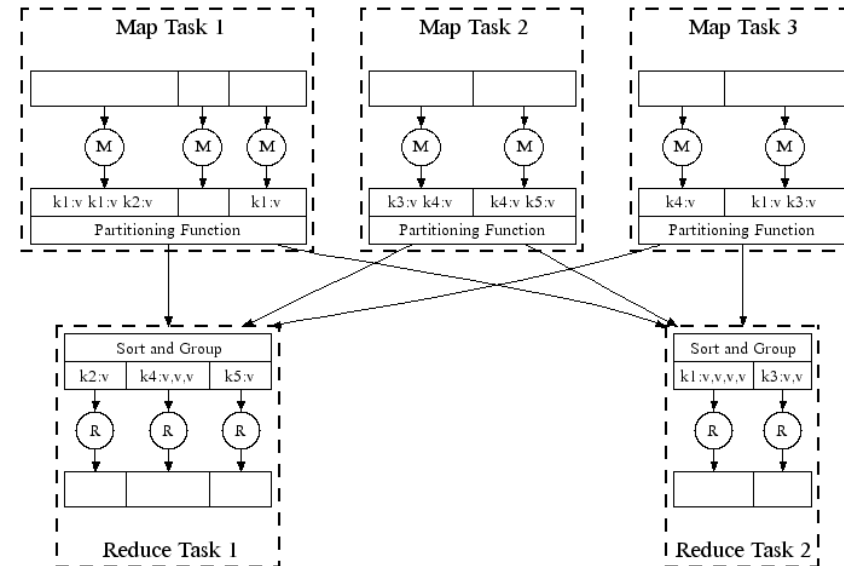 Map Task 1
Map Task 2
Map Task 3
M
M
M
M
M
M
M
k1:v k1:v k2:v
k1:v
k3:v k4:v
k4:v k5:v
k4:v
k1:v k3:v
Partitioning Function
Partitioning Function
Partitioning Function
Sort and Group
Sort and Group
k2:v
k4:v,v,v
k5:v
k1:v,v,v,v
k3:v,v
R
R
R
R
R
Reduce Task 1
Reduce Task 2